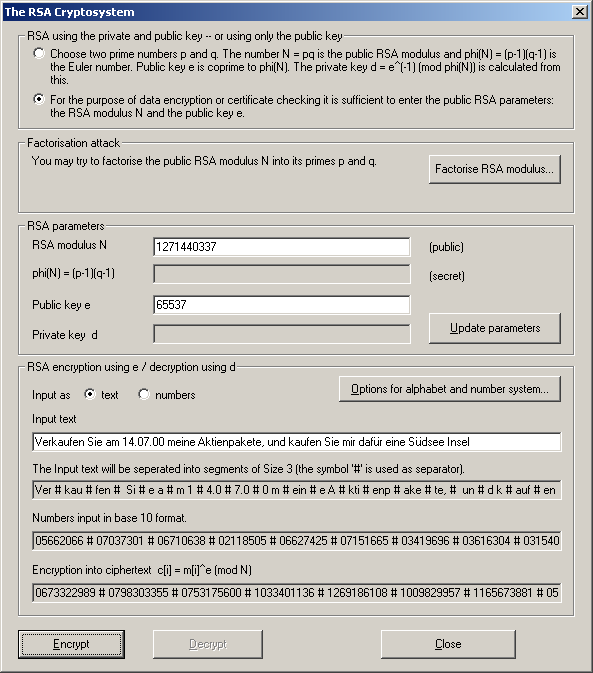 The RSA Cryptosystem
RSA using the private and public key -- or using only the public key
Choose two prime numbers p and q. The number N = pq is the public RSA modulus and phi(N) = (p-1)(q-1) is
the Euler number. Public key e is coprime to phi(N). The private key d = e^(-1) (mod phi(N)) is calculated from
this.
For the purpose of data encryption or certificate checking it is sufficient to enter the public RSA parameters:
the RSA modulus N and the public key e.
Factorisation attack
You may try to factorise the public RSA modulus N into its primes p and q.
Factorise RSA modulus...
RSA parameters
RSA modulus N 1271440337 (public)
phi(N) = (p-1)(q-1) (secret)
Public key e 65537
Private key d Update parameters
RSA encryption using e / decryption using d
Input as text numbers Options for alphabet and number system...
Input text
Verkaufen Sie am 14.07.00 meine Aktienpakete, und kaufen Sie mir dafür eine Südsee Insel
The Input text will be seperated into segments of Size 3 (the symbol '#' is used as separator).
Ver # kau # fen # Si # e a # m 1 # 4.0 # 7.0 # 0 m # ein # e A # kti # enp # ake # te, # un # d k # auf # en
Numbers input in base 10 format.
05662066 # 07037301 # 06710638 # 02118505 # 06627425 # 07151665 # 03419696 # 03616304 # 031540
Encryption into ciphertext c[i] = m[i]^e (mod N)
0673322989 # 0798303355 # 0753175600 # 1033401136 # 1269186108 # 1009829957 # 1165673881 # 05
Encrypt Decrypt Close